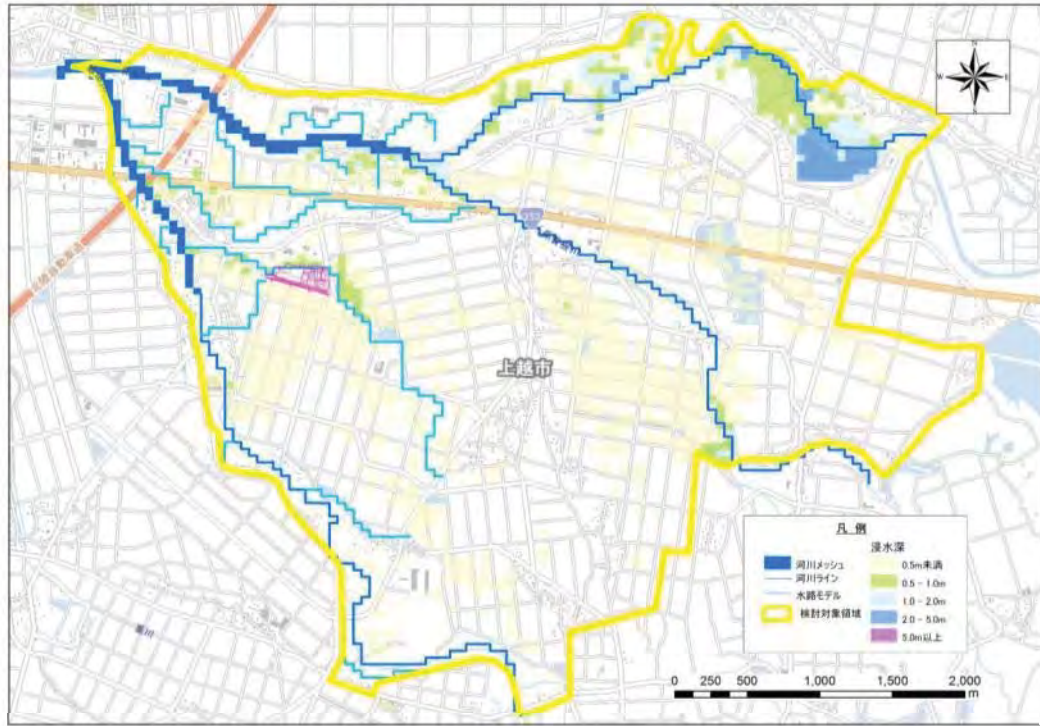 N
W
E
S
上越市
凡 例
浸水深
河川メッシュ
河川ライン
水路モデル
検討対象領域
0.5m未満
0.5 - 1.0m
1.0 - 2.0m
2.0 - 5.0m
5.0m以上
0 250 500 1,000 1,500 2,000
m